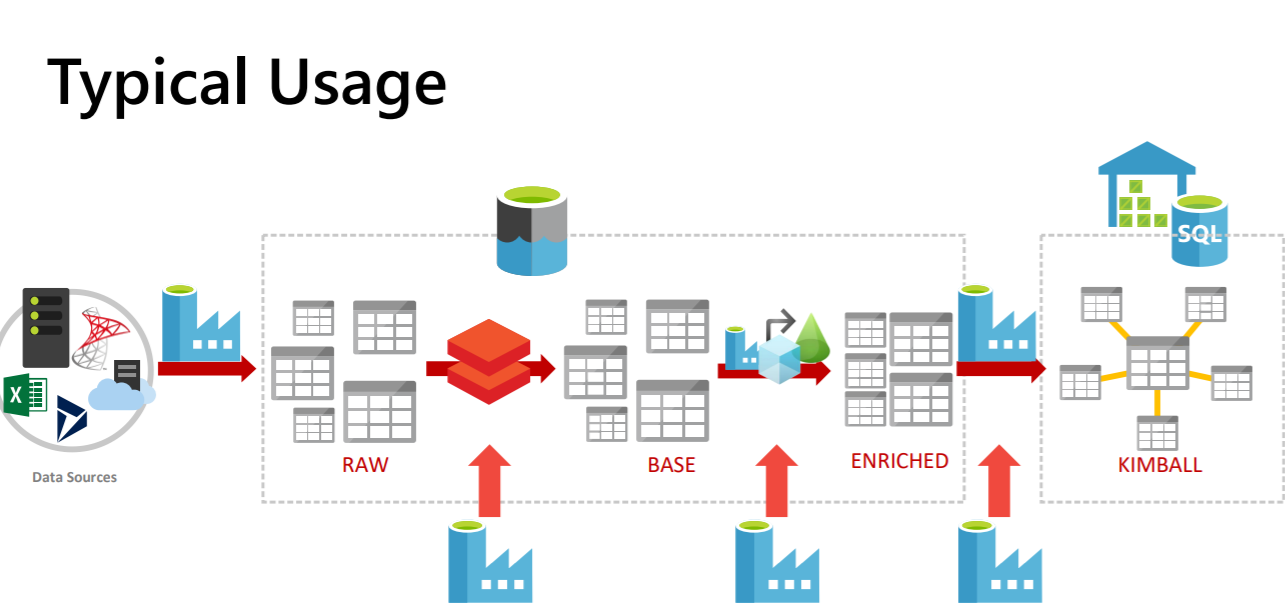 Typical Usage
SQL
X
Data Sources
RAW
BASE
ENRICHED
KIMBALL